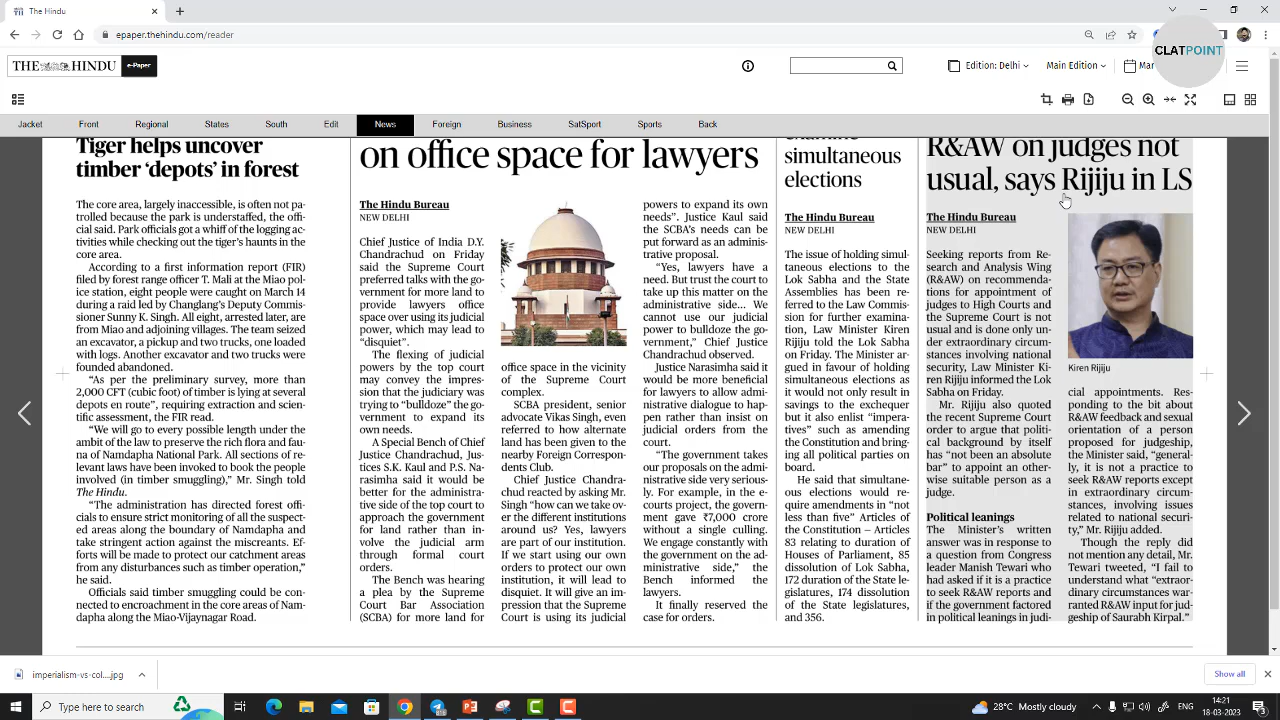 The Hindu
epaper.thehindu.com/reader
CLATPOINT
THE HINDU e-Paper
Edition: Delhi
Main Edition
Mar
Jacket Front Regional States South Edit News Foreign Business SatSport Sports Back
Tiger helps uncover
timber ‘depots’ in forest
The core area, largely inaccessible, is often not pa-
trolled because the park is understaffed, the offi-
cial said. Park officials got a whiff of the logging ac-
tivities while checking out the tiger’s haunts in the
core area.
According to a first information report (FIR)
filed by forest range officer T. Mali at the Miao pol-
ice station, eight people were caught on March 14
during a raid led by Changlang’s Deputy Commis-
sioner Sunny K. Singh. All eight, arrested later, are
from Miao and adjoining villages. The team seized
an excavator, a pickup and two trucks, one loaded
with logs. Another excavator and two trucks were
founded abandoned.
“As per the preliminary survey, more than
2,000 CFT (cubic foot) of timber is lying at several
depots en route”, requiring extraction and scien-
tific assessment, the FIR read.
“We will go to every possible length under the
ambit of the law to preserve the rich flora and fau-
na of Namdapha National Park. All sections of re-
levant laws have been invoked to book the people
involved (in timber smuggling),” Mr. Singh told
The Hindu.
“The administration has directed forest offi-
cials to ensure strict monitoring of all the suspect-
ed areas along the boundary of Namdapha and
take stringent action against the miscreants. Ef-
forts will be made to protect our catchment areas
from any disturbances such as timber operation,”
he said.
Officials said timber smuggling could be con-
nected to encroachment in the core areas of Nam-
dapha along the Miao-Vijaynagar Road.
on office space for lawyers
The Hindu Bureau
NEW DELHI
Chief Justice of India D.Y.
Chandrachud on Friday
said the Supreme Court
preferred talks with the go-
vernment for more land to
provide lawyers office
space over using its judicial
power, which may lead to
“disquiet”.
The flexing of judicial
powers by the top court
may convey the impres-
sion that the judiciary was
trying to “bulldoze” the go-
vernment to expand its
own needs.
A Special Bench of Chief
Justice Chandrachud, Jus-
tices S.K. Kaul and P.S. Na-
rasimha said it would be
better for the administra-
tive side of the top court to
approach the government
for land rather than in-
volve the judicial arm
through formal court
orders.
The Bench was hearing
a plea by the Supreme
Court Bar Association
(SCBA) for more land for
office space in the vicinity
of the Supreme Court
complex.
SCBA president, senior
advocate Vikas Singh, even
referred to how alternate
land has been given to the
nearby Foreign Correspon-
dents Club.
Chief Justice Chandra-
chud reacted by asking Mr.
Singh “how can we take ov-
er the different institutions
around us? Yes, lawyers
are part of our institution.
If we start using our own
orders to protect our own
institution, it will lead to
disquiet. It will give an im-
pression that the Supreme
Court is using its judicial
powers to expand its own
needs”. Justice Kaul said
the SCBA’s needs can be
put forward as an adminis-
trative proposal.
“Yes, lawyers have a
need. But trust the court to
take up this matter on the
administrative side... We
cannot use our judicial
power to bulldoze the go-
vernment,” Chief Justice
Chandrachud observed.
Justice Narasimha said it
would be more beneficial
for lawyers to allow admi-
nistrative dialogue to hap-
pen rather than insist on
judicial orders from the
court.
“The government takes
our proposals on the admi-
nistrative side very serious-
ly. For example, in the e-
courts project, the govern-
ment gave ₹7,000 crore
without a single culling.
We engage constantly with
the government on the ad-
ministrative side,” the
Bench informed the
lawyers.
It finally reserved the
case for orders.
examine
simultaneous
elections
The Hindu Bureau
NEW DELHI
The issue of holding simul-
taneous elections to the
Lok Sabha and the State
Assemblies has been re-
ferred to the Law Commis-
sion for further examina-
tion, Law Minister Kiren
Rijiju told the Lok Sabha
on Friday. The Minister ar-
gued in favour of holding
simultaneous elections as
it would not only result in
savings to the exchequer
but it also enlist “impera-
tives” such as amending
the Constitution and bring-
ing all political parties on
board.
He said that simultane-
ous elections would re-
quire amendments in “not
less than five” Articles of
the Constitution — Articles
83 relating to duration of
Houses of Parliament, 85
dissolution of Lok Sabha,
172 duration of the State le-
gislatures, 174 dissolution
of the State legislatures,
and 356.
R&AW on judges not
usual, says Rijiju in LS
The Hindu Bureau
NEW DELHI
Seeking reports from Re-
search and Analysis Wing
(R&AW) on recommenda-
tions for appointment of
judges to High Courts and
the Supreme Court is not
usual and is done only un-
der extraordinary circum-
stances involving national
security, Law Minister Ki-
ren Rijiju informed the Lok
Sabha on Friday.
Mr. Rijiju also quoted
the recent Supreme Court
order to argue that politi-
cal background by itself
has “not been an absolute
bar” to appoint an other-
wise suitable person as a
judge.
Political leanings
The Minister’s written
answer was in response to
a question from Congress
leader Manish Tewari who
had asked if it is a practice
to seek R&AW reports and
if the government factored
in political leanings in judi-
Kiren Rijiju
cial appointments. Res-
ponding to the bit about
R&AW feedback and sexual
orientation of a person
proposed for judgeship,
the Minister said, “general-
ly, it is not a practice to
seek R&AW reports except
in extraordinary circum-
stances, involving issues
related to national securi-
ty,” Mr. Rijiju added.
Though the reply did
not mention any detail, Mr.
Tewari tweeted, “I fail to
understand what “extraor-
dinary circumstances war-
ranted R&AW input for jud-
geship of Saurabh Kirpal.”
imperialism-vs-col...jpg
Show all
Type here to search
28°C Mostly cloudy
ENG
14:21
18-03-2023